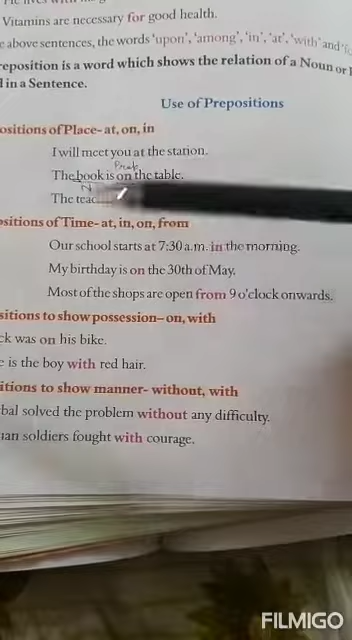 Vitamins are necessary for good health.
above sentences, the words 'upon', 'among', 'in', 'at', 'with' and
reposition is a word which shows the relation of a Noun or
d in a Sentence.
Use of Prepositions
ositions of Place- at, on, in
I will meet you at the station.
Prep
The book is on the table.
N
The teac
ositions of Time- at, in, on, from
Our school starts at 7:30 a.m. in the morning.
My birthday is on the 30th of May.
Most of the shops are open from 9 o'clock onwards.
sitions to show possession- on, with
ck was on his bike.
e is the boy with red hair.
itions to show manner- without, with
bal solved the problem without any difficulty.
ian soldiers fought with courage.
FILMIGO